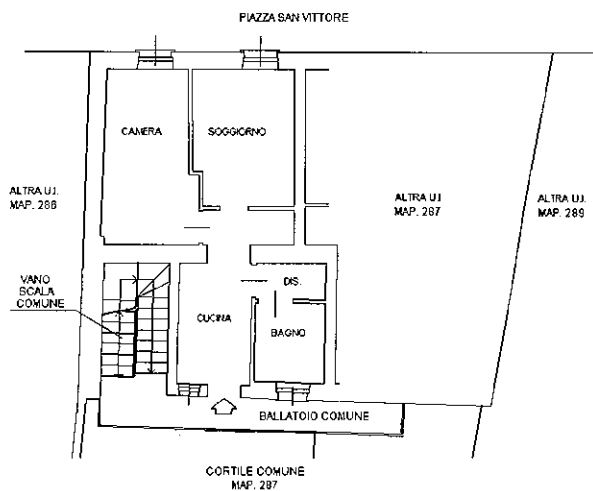 PIAZZA SAN VITTORE
CAMERA
SOGGIORNO
ALTRA U.I.
MAP. 286
ALTRA U.I
MAP. 287
ALTRA U.I.
MAP. 289
VANO
SCALA
COMUNE
DIS.
CUCINA
BAGNO
BALLATOIO COMUNE
CORTILE COMUNE
MAP. 287